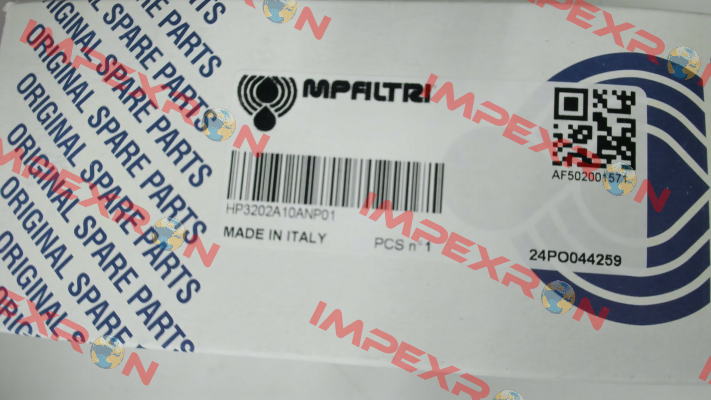 ORIGINAL SPARE PARTS
ORIGINAL SPARE PARTS
ORIGINAL SPARE PARTS
ORIGINAL SPARE PARTS
ORIGINAL SPARE PARTS
ORIGINAL SPARE
MPFILTRI
HP3202A10ANP01
MADE IN ITALY
PCS n°1
AF502001571
24PO044259
IMPEXRON
IMPEXRON
IMPEXRON
IMPEXRON